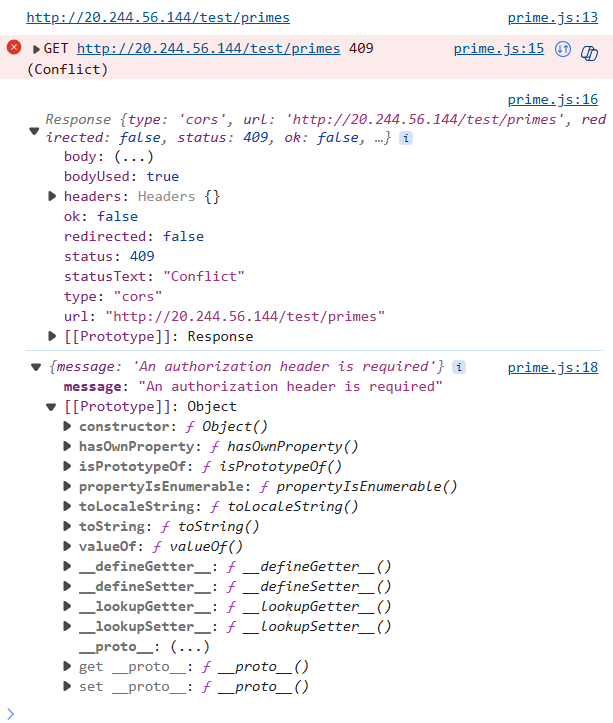 http://20.244.56.144/test/primes prime.js:13
GET http://20.244.56.144/test/primes 409 prime.js:15
(Conflict)
prime.js:16
Response {type: 'cors', url: 'http://20.244.56.144/test/primes', red
irected: false, status: 409, ok: false, …} i
body: (...)
bodyUsed: true
headers: Headers {}
ok: false
redirected: false
status: 409
statusText: "Conflict"
type: "cors"
url: "http://20.244.56.144/test/primes"
[[Prototype]]: Response
{message: 'An authorization header is required'} i prime.js:18
message: "An authorization header is required"
[[Prototype]]: Object
constructor: ƒ Object()
hasOwnProperty: ƒ hasOwnProperty()
isPrototypeOf: ƒ isPrototypeOf()
propertyIsEnumerable: ƒ propertyIsEnumerable()
toLocaleString: ƒ toLocaleString()
toString: ƒ toString()
valueOf: ƒ valueOf()
__defineGetter__: ƒ __defineGetter__()
__defineSetter__: ƒ __defineSetter__()
__lookupGetter__: ƒ __lookupGetter__()
__lookupSetter__: ƒ __lookupSetter__()
__proto__: (...)
get __proto__: ƒ __proto__()
set __proto__: ƒ __proto__()